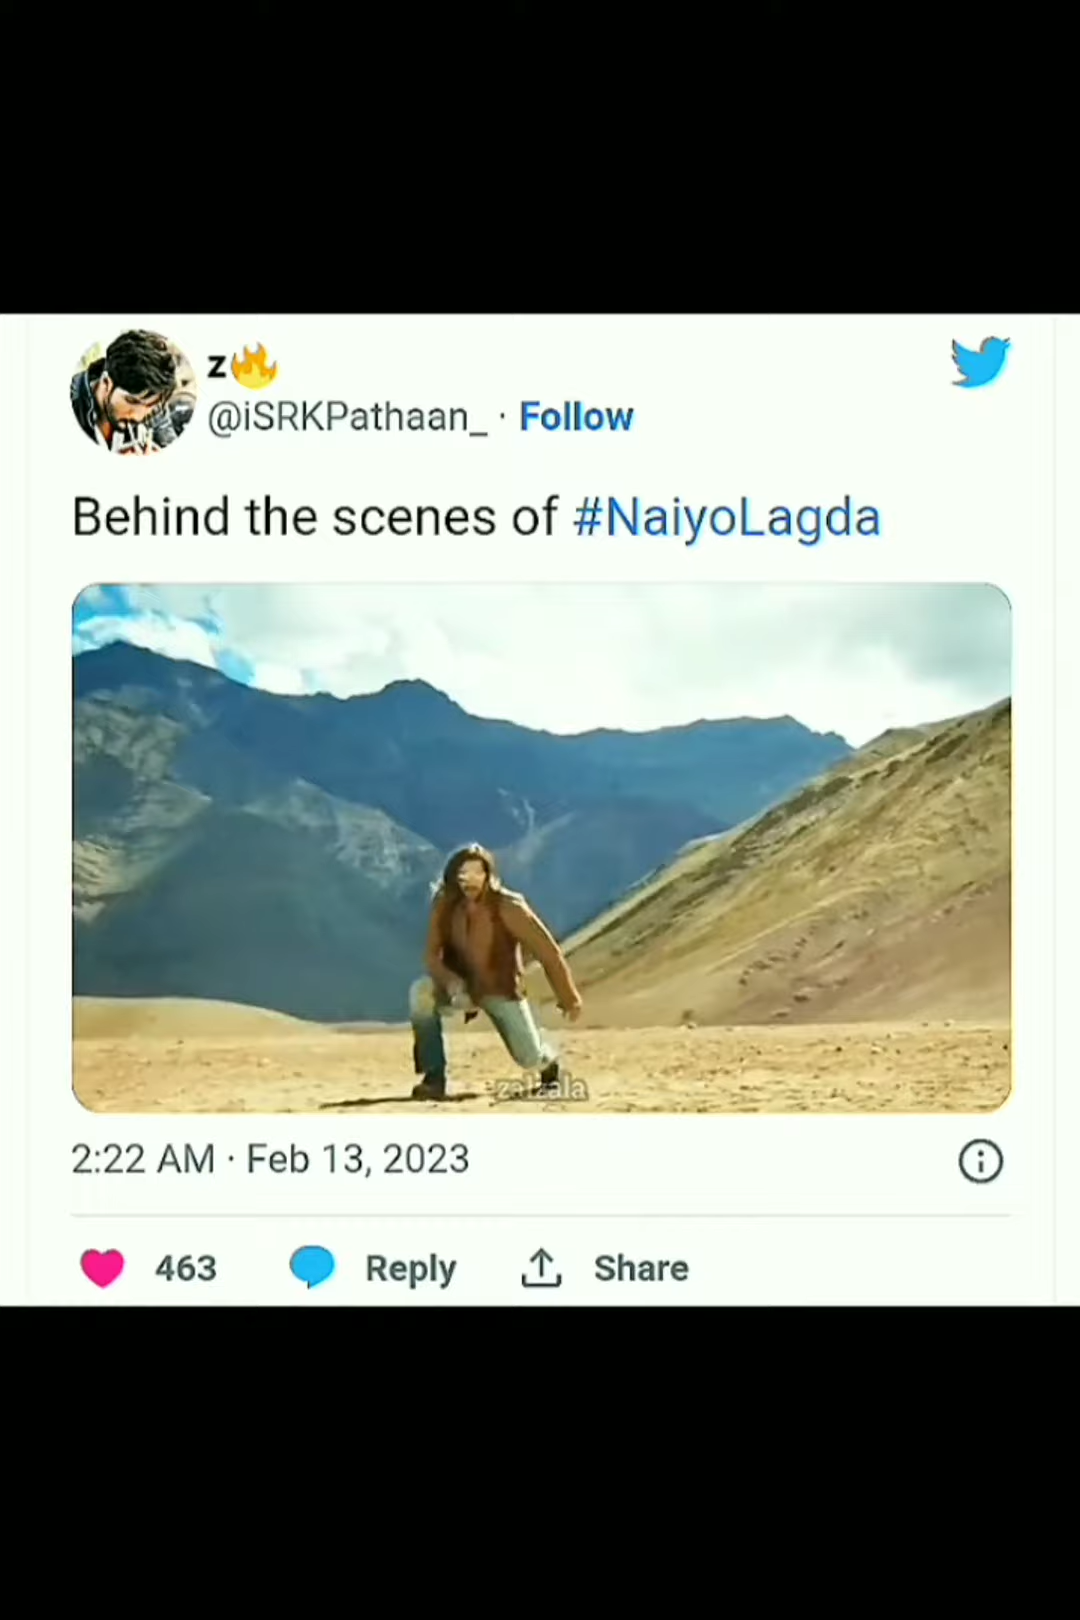 z🔥
@iSRKPathaan_ · Follow
Behind the scenes of #NaiyoLagda
zalzala
2:22 AM · Feb 13, 2023
463 Reply Share